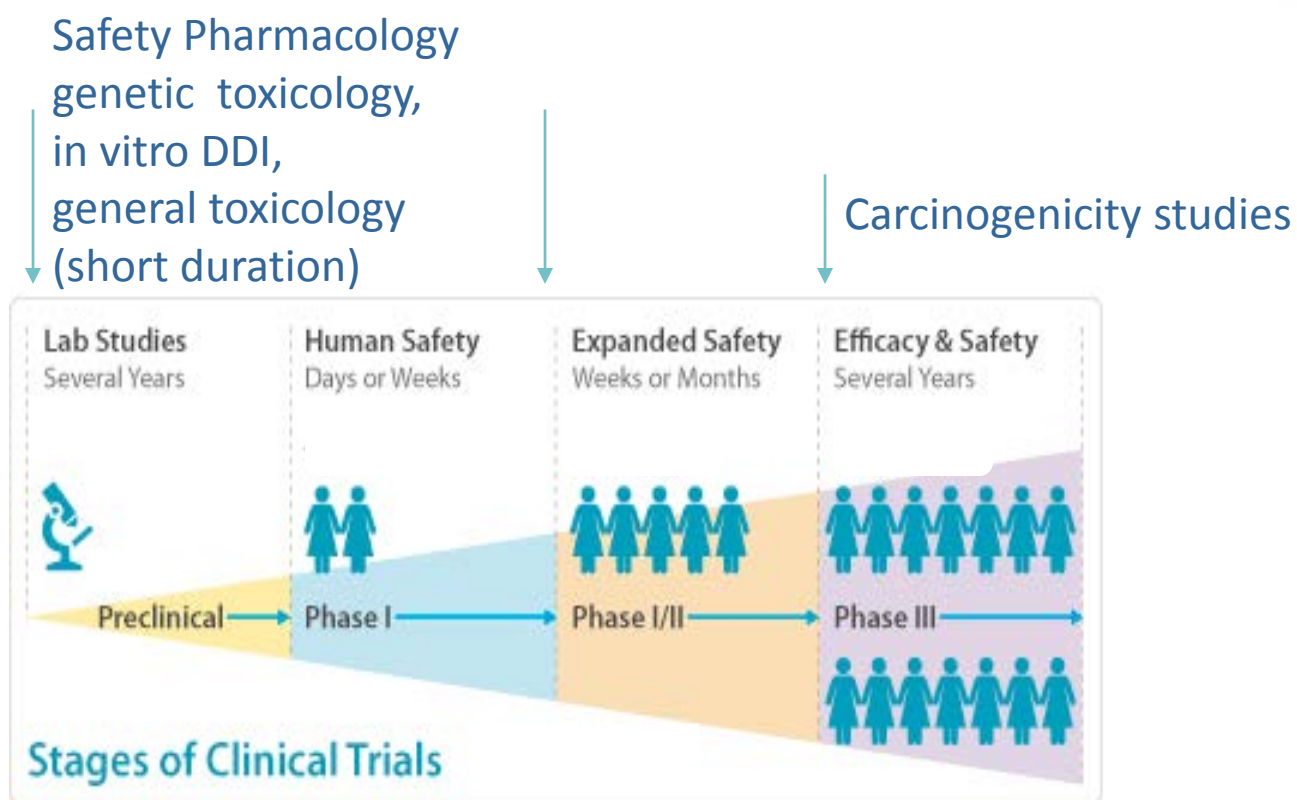 Safety Pharmacology
genetic toxicology,
in vitro DDI,
general toxicology
(short duration)
Carcinogenicity studies
Lab Studies
Several Years
Human Safety
Days or Weeks
Expanded Safety
Weeks or Months
Efficacy & Safety
Several Years
Preclinical
Phase I
Phase I/II
Phase III
Stages of Clinical Trials